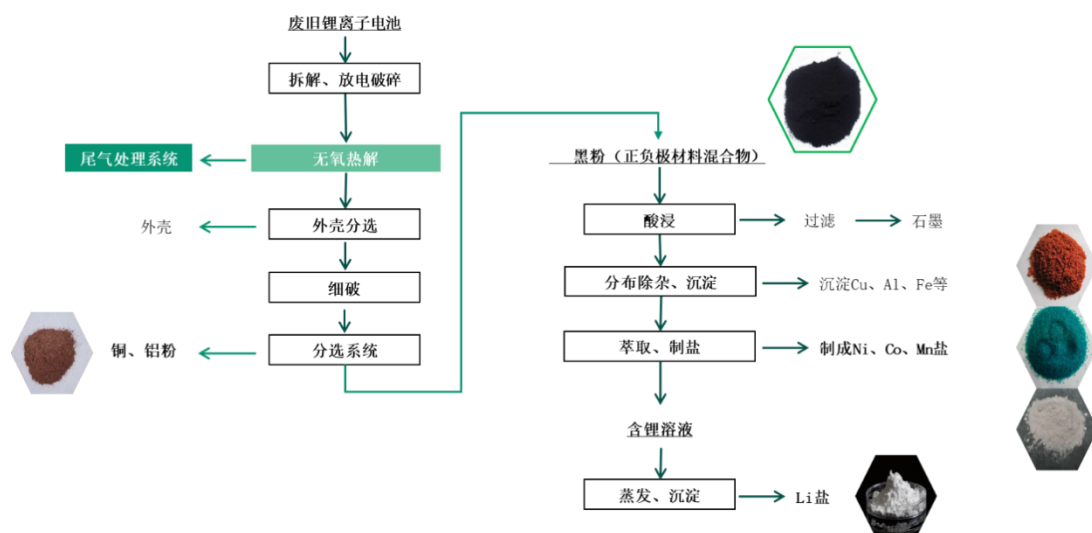 废旧锂离子电池
拆解、放电破碎
尾气处理系统
无氧热解
外壳
外壳分选
细破
铜、铝粉
分选系统
黑粉（正负极材料混合物）
酸浸
过滤
石墨
分布除杂、沉淀
沉淀Cu、Al、Fe等
萃取、制盐
制成Ni、Co、Mn盐
含锂溶液
蒸发、沉淀
Li盐